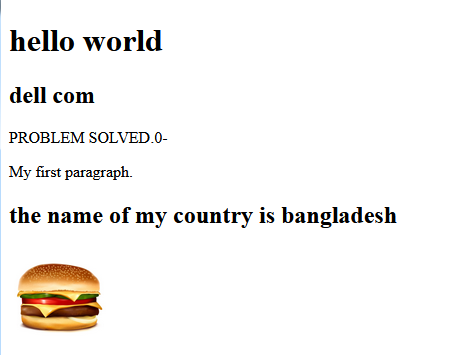 hello world
dell com
PROBLEM SOLVED.0-
My first paragraph.
the name of my country is bangladesh